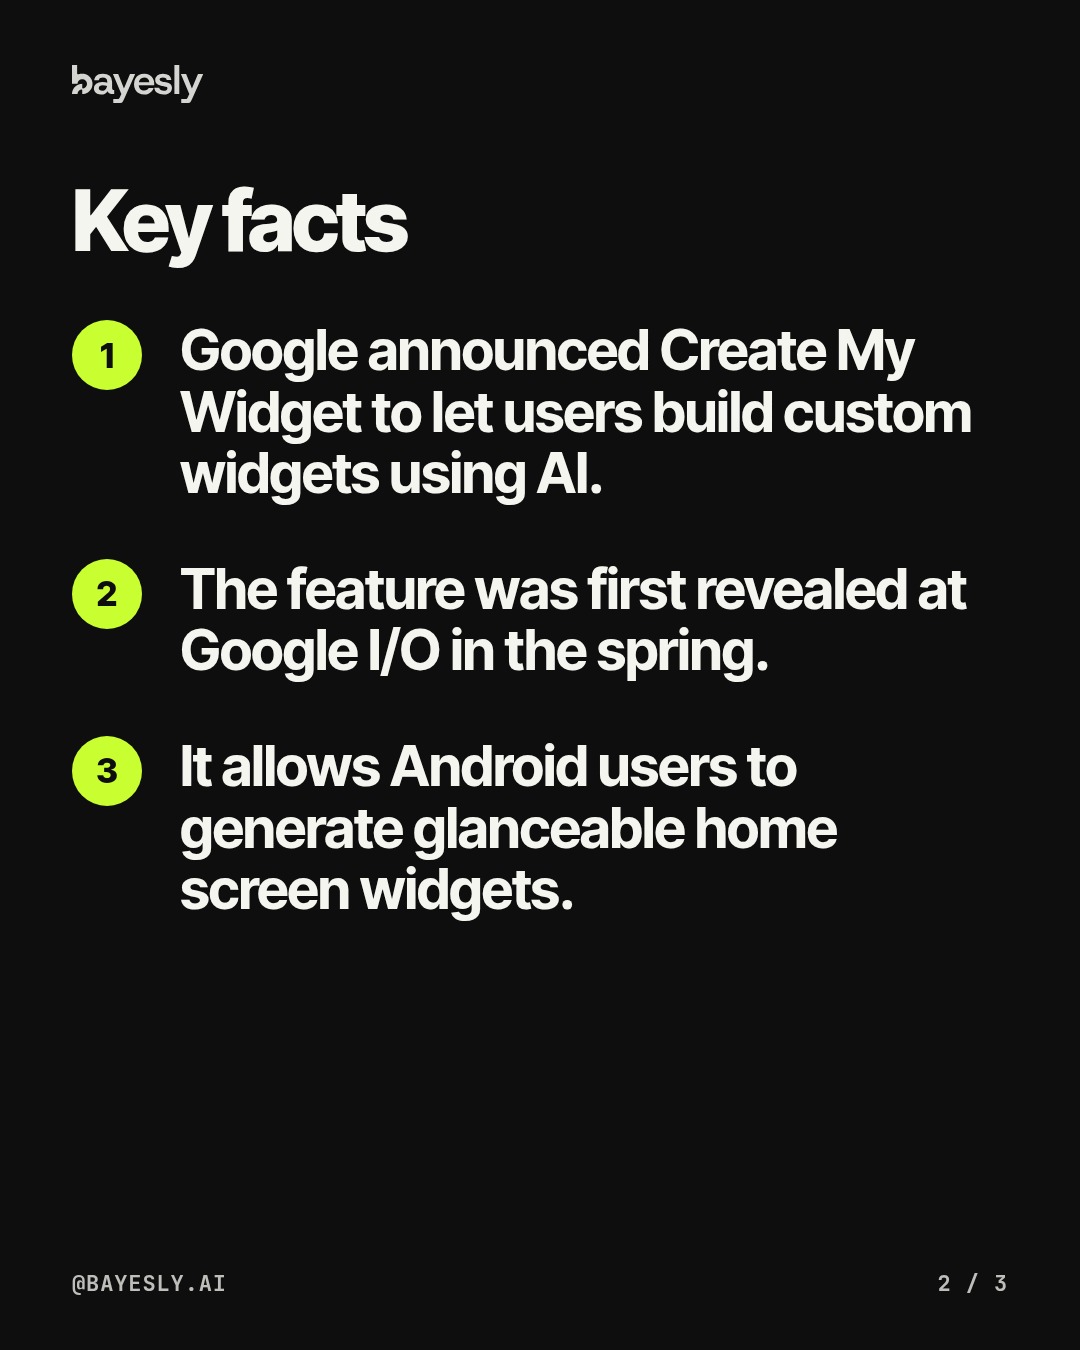 bayesly
Key facts
1
Google announced Create My
Widget to let users build custom
widgets using AI.
2
The feature was first revealed at
Google I/O in the spring.
3
It allows Android users to
generate glanceable home
screen widgets.
@BAYESLY.AI
2 / 3